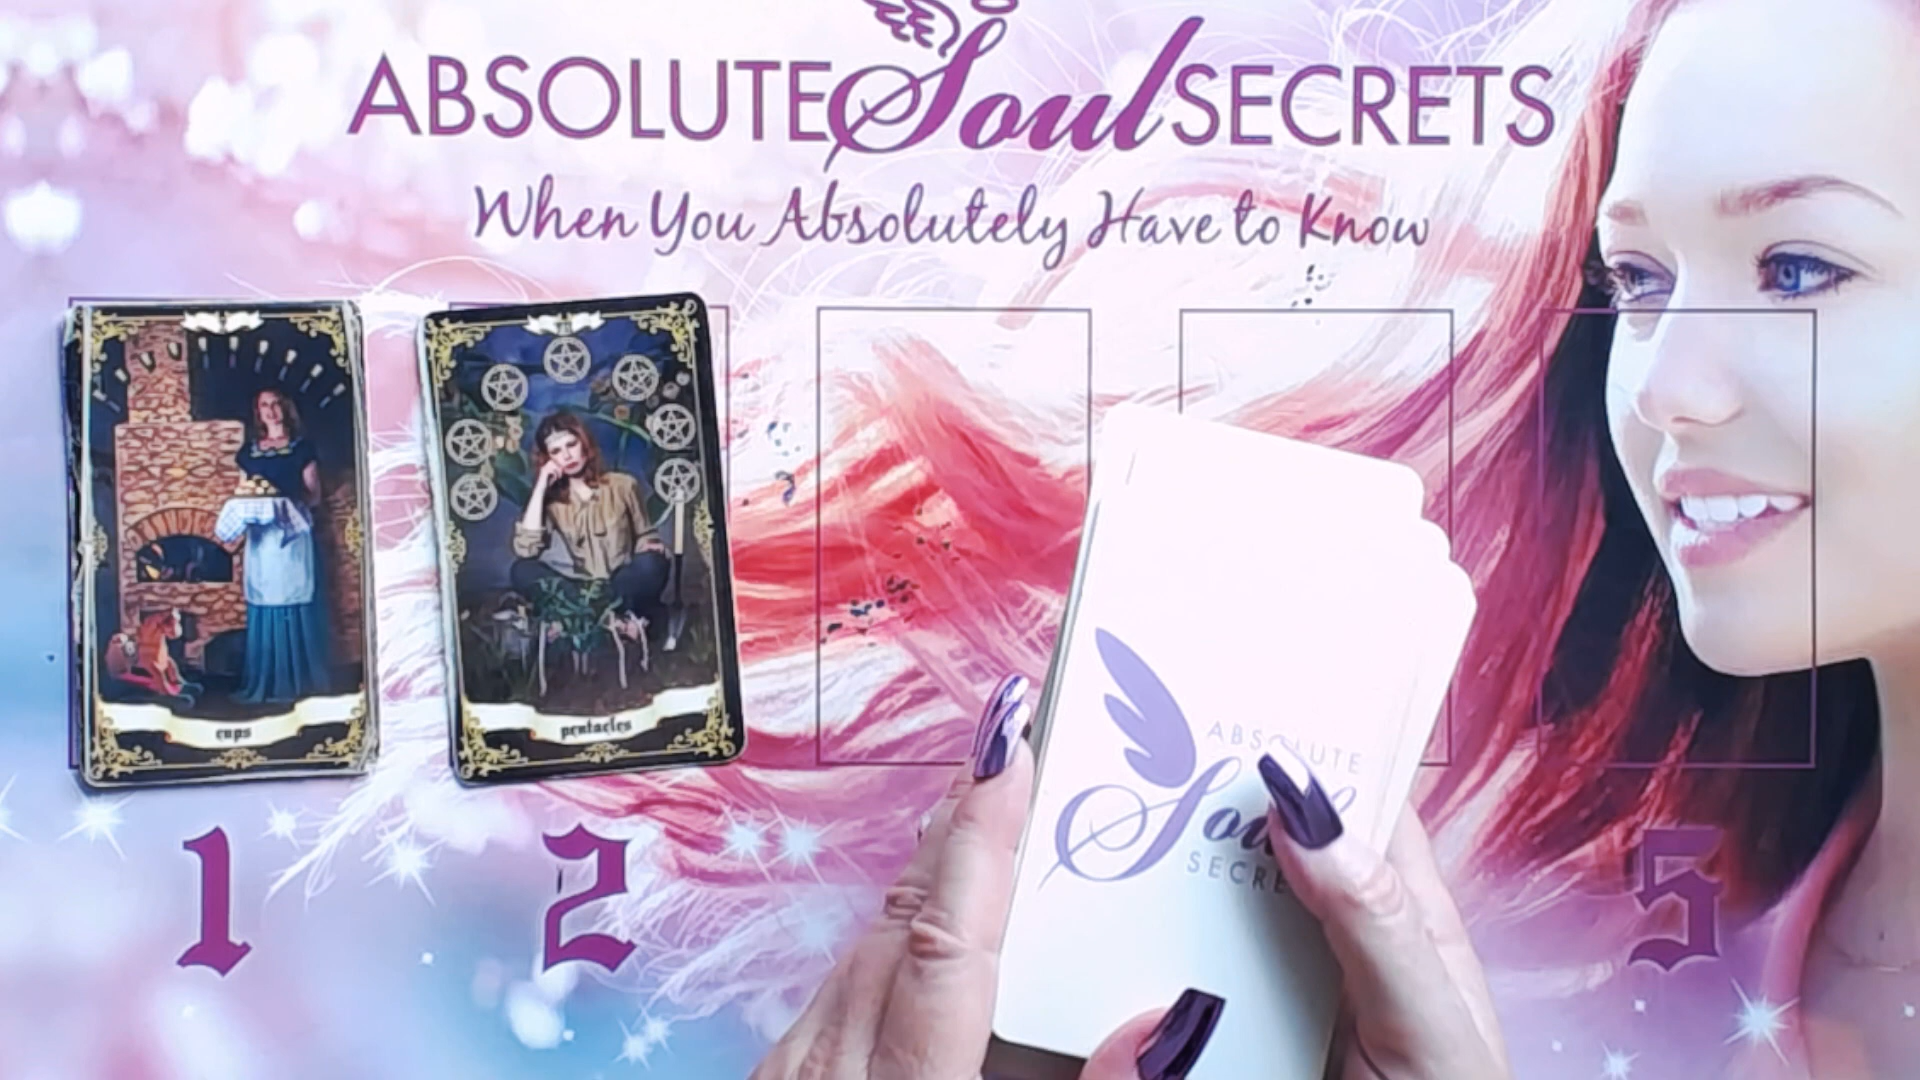 ABSOLUTE Soul SECRETS
When You Absolutely Have to Know
cups
pentacles
ABSOLUTE
Soul
SECRE
1
2
5